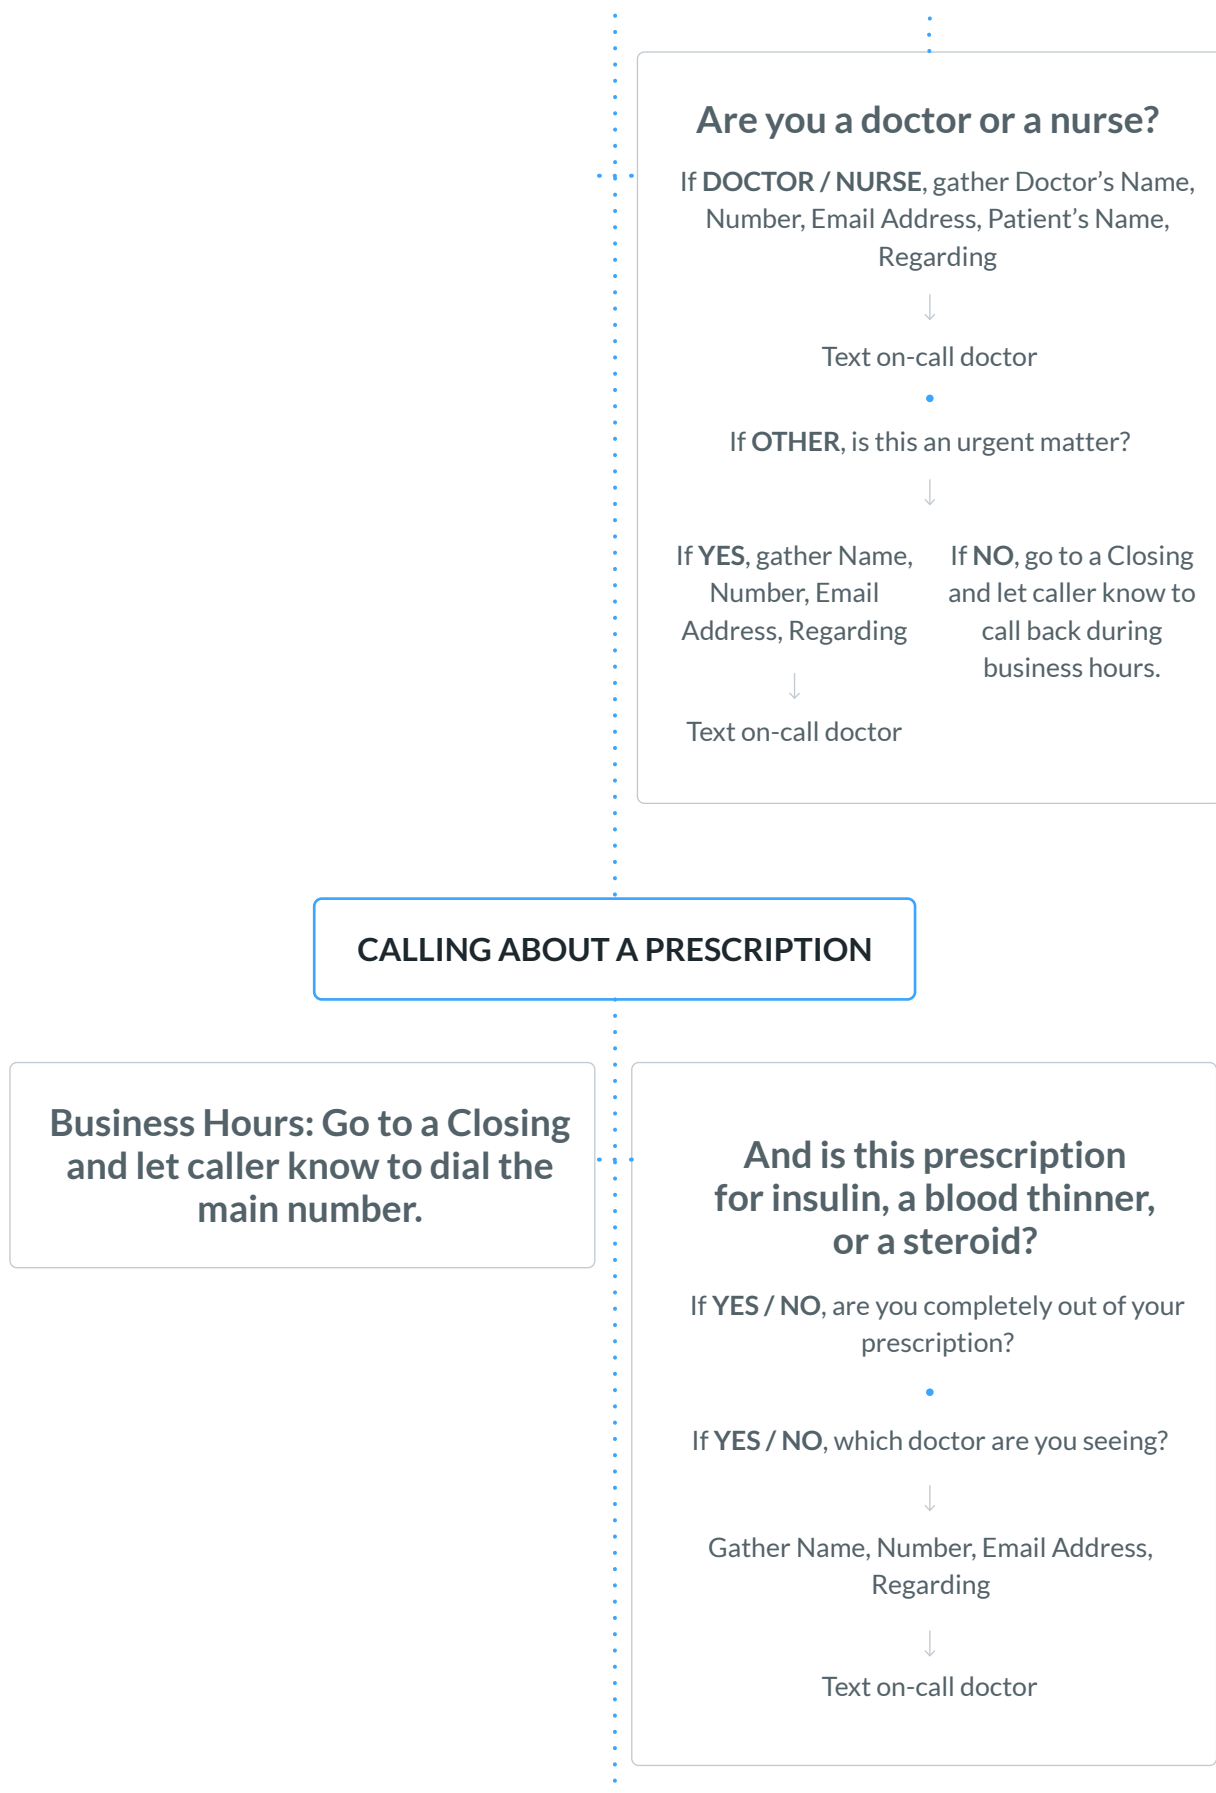 Are you a doctor or a nurse?
If DOCTOR / NURSE, gather Doctor’s Name,
Number, Email Address, Patient’s Name,
Regarding
Text on-call doctor
If OTHER, is this an urgent matter?
If YES, gather Name,
Number, Email
Address, Regarding
Text on-call doctor
If NO, go to a Closing
and let caller know to
call back during
business hours.
CALLING ABOUT A PRESCRIPTION
Business Hours: Go to a Closing
and let caller know to dial the
main number.
And is this prescription
for insulin, a blood thinner,
or a steroid?
If YES / NO, are you completely out of your
prescription?
If YES / NO, which doctor are you seeing?
Gather Name, Number, Email Address,
Regarding
Text on-call doctor